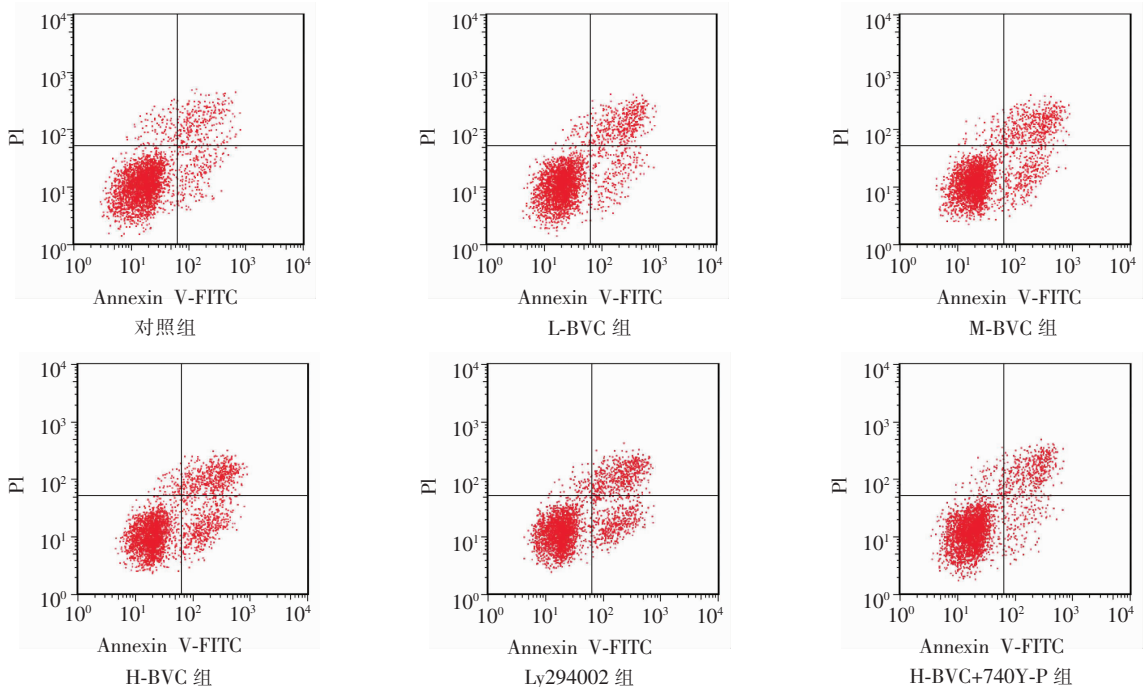 10⁴ 10⁴ 10⁴
10³ 10³ 10³
PI 10² PI 10² PI 10²
10¹ 10¹ 10¹
10⁰ 10⁰ 10⁰
10⁰ 10¹ 10² 10³ 10⁴ 10⁰ 10¹ 10² 10³ 10⁴ 10⁰ 10¹ 10² 10³ 10⁴
Annexin V-FITC Annexin V-FITC Annexin V-FITC
对照组 L-BVC 组 M-BVC 组
10⁴ 10⁴ 10⁴
10³ 10³ 10³
PI 10² PI 10² PI 10²
10¹ 10¹ 10¹
10⁰ 10⁰ 10⁰
10⁰ 10¹ 10² 10³ 10⁴ 10⁰ 10¹ 10² 10³ 10⁴ 10⁰ 10¹ 10² 10³ 10⁴
Annexin V-FITC Annexin V-FITC Annexin V-FITC
H-BVC 组 Ly294002 组 H-BVC+740Y-P 组